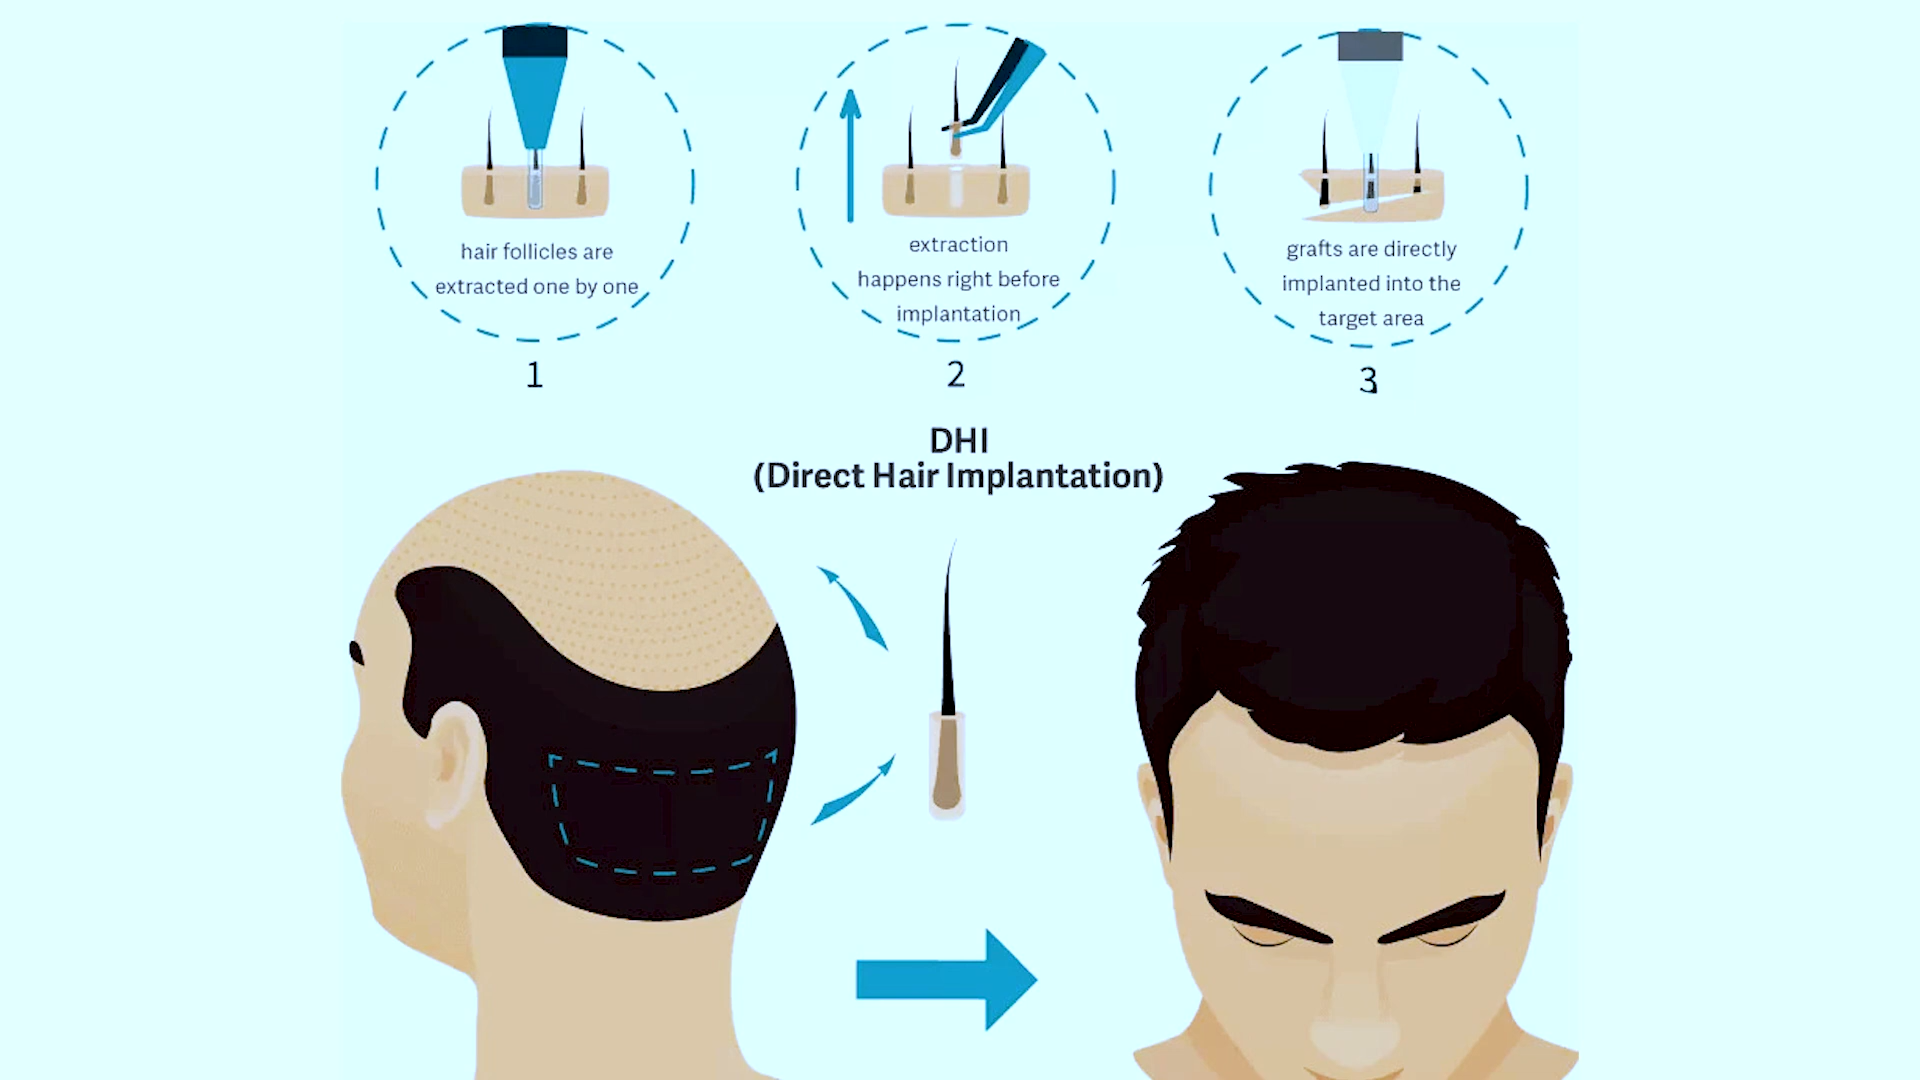 hair follicles are
extracted one by one
1
extraction
happens right before
implantation
2
grafts are directly
implanted into the
target area
3
DHI
(Direct Hair Implantation)